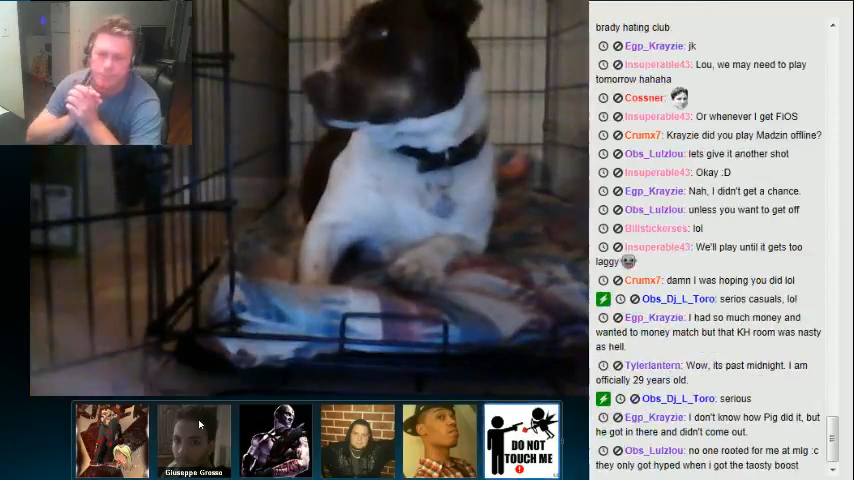 brady hating club
Egp_Krayzie: jk
Insuperable43: Lou, we may need to play
tomorrow hahaha
Cossner:
Insuperable43: Or whenever I get FiOS
Crumx7: Krayzie did you play Madzin offline?
Obs_Lulzlou: lets give it another shot
Insuperable43: Okay :D
Egp_Krayzie: Nah, I didn't get a chance.
Obs_Lulzlou: unless you want to get off
Billstickerses: lol
Insuperable43: We'll play until it gets too
laggy
Crumx7: damn I was hoping you did lol
Obs_Dj_L_Toro: serios casuals, lol
Egp_Krayzie: I had so much money and
wanted to money match but that KH room was nasty
as hell.
Tylerlantern: Wow, its past midnight. I am
officially 29 years old.
Obs_Dj_L_Toro: serious
Egp_Krayzie: I don't know how Pig did it, but
he got in there and didn't come out.
Obs_Lulzlou: no one rooted for me at mlg :c
they only got hyped when i got the taosty boost
Giuseppe Grosso
DO NOT
TOUCH ME
!